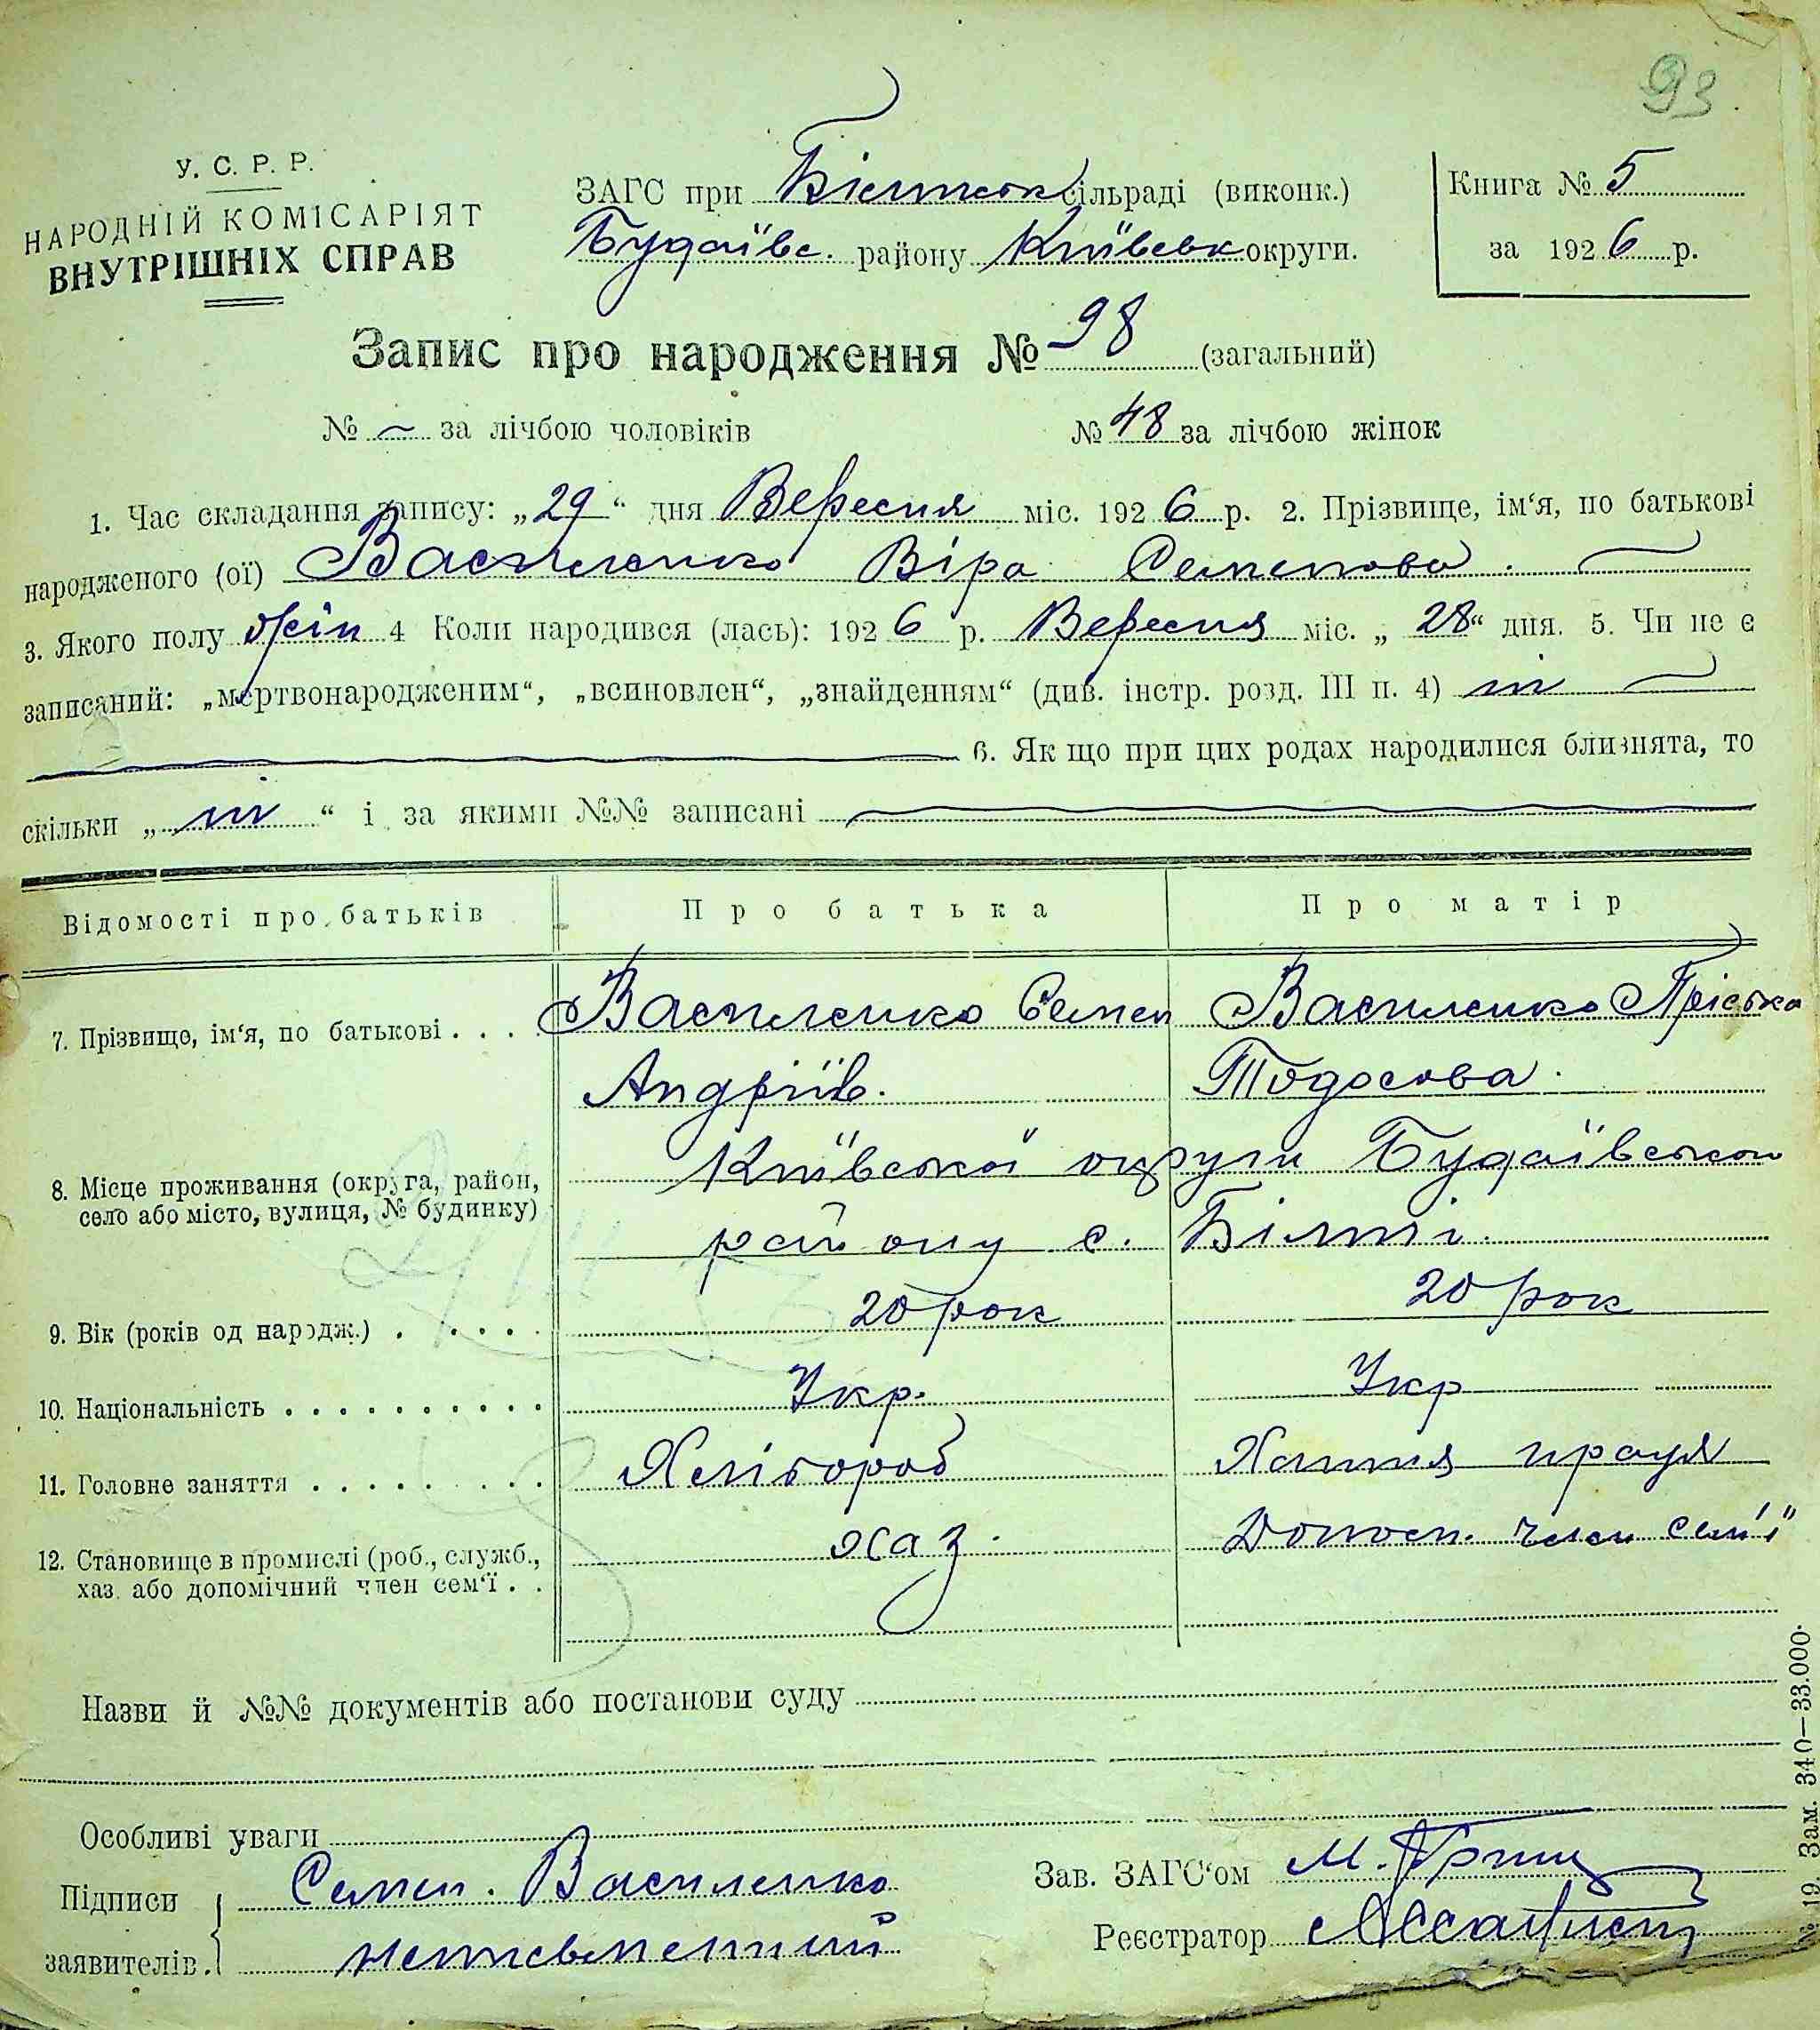 93.
У. С. Р. Р.
НАРОДНІЙ КОМІСАРІЯТ
ВНУТРІШНІХ СПРАВ
ЗАГС при Білитськ сільраді (виконк.)
Будаївс. району Київськ округи.
Книга № 5
за 1926 р.
Запис про народження № 98 (загальний)
№ — за лічбою чоловіків № 48 за лічбою жінок
1. Час складання запису: „29“ дня Вересня міс. 1926 р. 2. Прізвище, ім‘я, по батькові
народженого (ої) Василенко Віра Семенова.
3. Якого полу жін 4 Коли народився (лась): 1926 р. Вересня міс. „28“ дня. 5. Чи не є
записаний: „мертвонародженим“, „всиновлен“, „знайденням“ (див. інстр. розд. III п. 4) ні
6. Як що при цих родах народилися близнята, то
скільки „ні“ і за якими №№ записані
Відомості про батьків Про батька Про матір
7. Прізвище, ім‘я, по батькові . . . Василенко Семен Василенко Пріська
Андріїв. Тодосова.
8. Місце проживання (округа, район, село або місто, вулиця, № будинку) Київської округи Будаївського
району с. Білиті.
9. Вік (років од народж.) . . . . . 20 рок 20 рок
10. Національність . . . . . . . . . . Укр. Укр
11. Головне заняття . . . . . . . . Хлібороб Хатня праця
12. Становище в промислі (роб., служб., хаз. або допомічний член сем‘ї . . хаз. Допом. член сем'ї
Назви й №№ документів або постанови суду
Особливі уваги
Підписи заявителів. Семен. Василенко
неписьменний
Зав. ЗАГС‘ом М. Гриц
Реєстратор
№ 19. Зам. 340—33.000.